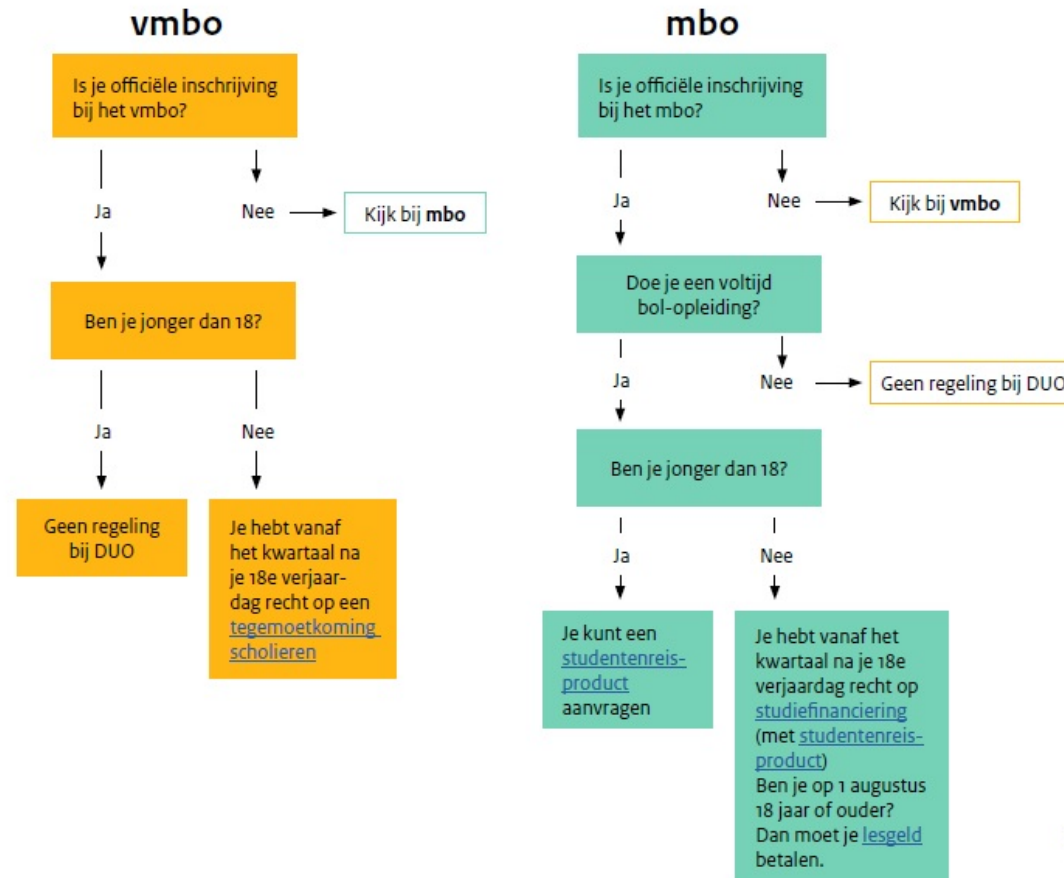 vmbo
Is je officiële inschrijving
bij het vmbo?
Ja
Nee
Kijk bij mbo
Ben je jonger dan 18?
Ja
Nee
Geen regeling
bij DUO
Je hebt vanaf
het kwartaal na
je 18e verjaar-
dag recht op een
tegemoetkoming
scholieren
mbo
Is je officiële inschrijving
bij het mbo?
Ja
Nee
Kijk bij vmbo
Doe je een voltijd
bol-opleiding?
Ja
Nee
Geen regeling bij DUO
Ben je jonger dan 18?
Ja
Nee
Je kunt een
studentenreis-
product
aanvragen
Je hebt vanaf het
kwartaal na je 18e
verjaardag recht op
studiefinanciering
(met studentenreis-
product)
Ben je op 1 augustus
18 jaar of ouder?
Dan moet je lesgeld
betalen.